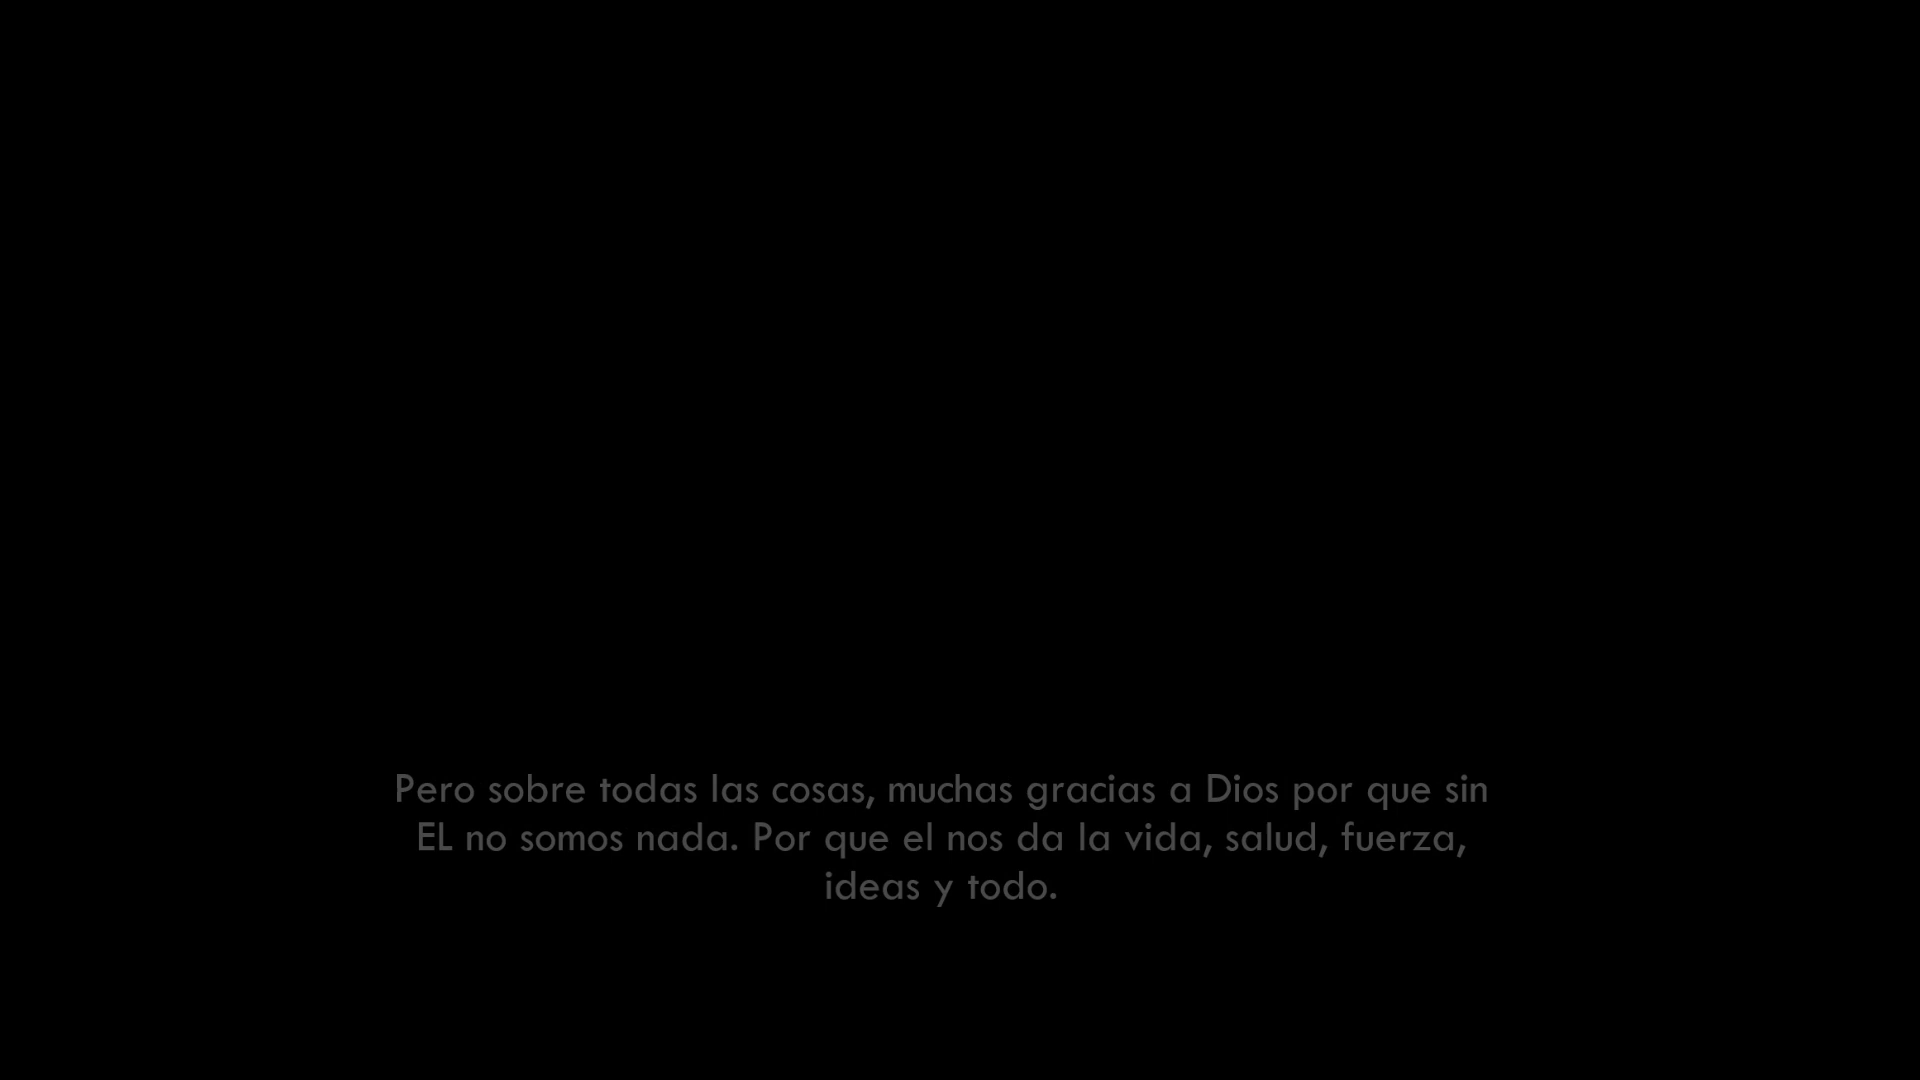 Pero sobre todas las cosas, muchas gracias a Dios por que sin
EL no somos nada. Por que el nos da la vida, salud, fuerza,
ideas y todo.